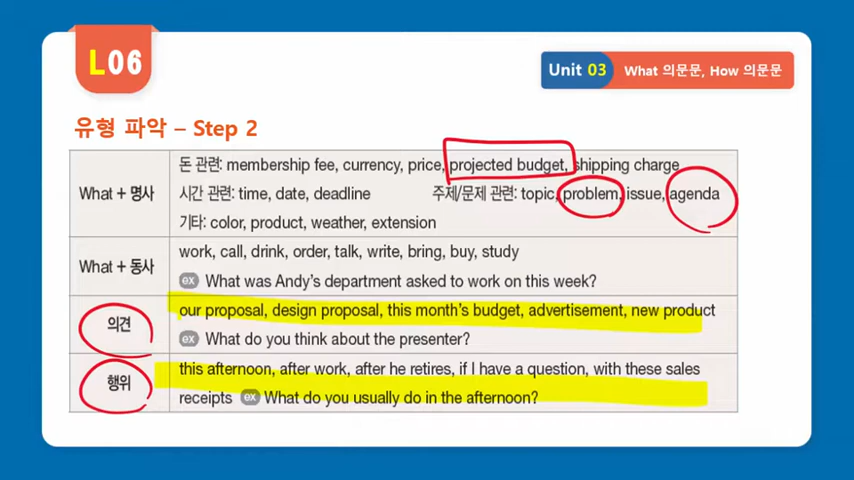 L06
Unit 03 What 의문문, How 의문문
유형 파악 – Step 2
What + 명사
돈 관련: membership fee, currency, price, projected budget, shipping charge
시간 관련: time, date, deadline 주제/문제 관련: topic, problem, issue, agenda
기타: color, product, weather, extension
What + 동사
work, call, drink, order, talk, write, bring, buy, study
ex What was Andy's department asked to work on this week?
의견
our proposal, design proposal, this month's budget, advertisement, new product
ex What do you think about the presenter?
행위
this afternoon, after work, after he retires, if I have a question, with these sales
receipts ex What do you usually do in the afternoon?